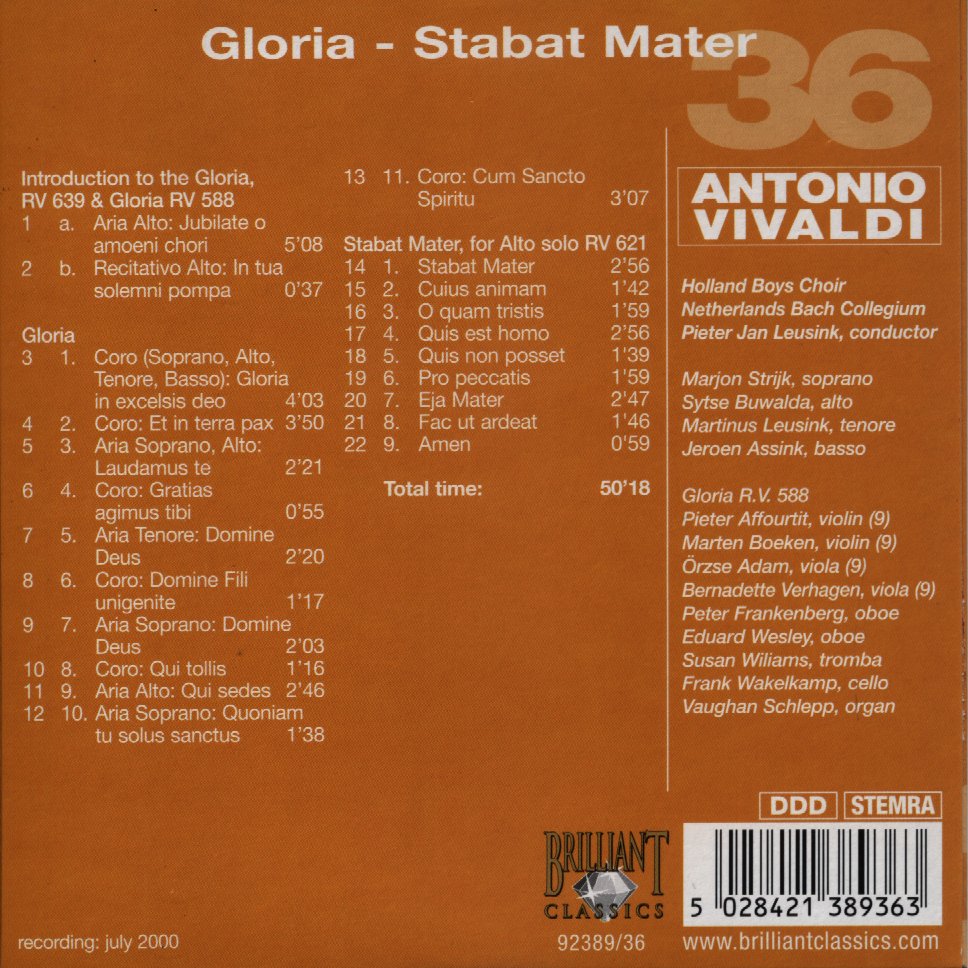 Gloria - Stabat Mater
36
Introduction to the Gloria,
RV 639 & Gloria RV 588
1 a. Aria Alto: Jubilate o
amoeni chori 5'08
2 b. Recitativo Alto: In tua
solemni pompa 0'37
Gloria
3 1. Coro (Soprano, Alto,
Tenore, Basso): Gloria
in excelsis deo 4'03
4 2. Coro: Et in terra pax 3'50
5 3. Aria Soprano, Alto:
Laudamus te 2'21
6 4. Coro: Gratias
agimus tibi 0'55
7 5. Aria Tenore: Domine
Deus 2'20
8 6. Coro: Domine Fili
unigenite 1'17
9 7. Aria Soprano: Domine
Deus 2'03
10 8. Coro: Qui tollis 1'16
11 9. Aria Alto: Qui sedes 2'46
12 10. Aria Soprano: Quoniam
tu solus sanctus 1'38
13 11. Coro: Cum Sancto
Spiritu 3'07
Stabat Mater, for Alto solo RV 621
14 1. Stabat Mater 2'56
15 2. Cuius animam 1'42
16 3. O quam tristis 1'59
17 4. Quis est homo 2'56
18 5. Quis non posset 1'39
19 6. Pro peccatis 1'59
20 7. Eja Mater 2'47
21 8. Fac ut ardeat 1'46
22 9. Amen 0'59
Total time: 50'18
ANTONIO
VIVALDI
Holland Boys Choir
Netherlands Bach Collegium
Pieter Jan Leusink, conductor
Marjon Strijk, soprano
Sytse Buwalda, alto
Martinus Leusink, tenore
Jeroen Assink, basso
Gloria R.V. 588
Pieter Affourtit, violin (9)
Marten Boeken, violin (9)
Örzse Adam, viola (9)
Bernadette Verhagen, viola (9)
Peter Frankenberg, oboe
Eduard Wesley, oboe
Susan Wiliams, tromba
Frank Wakelkamp, cello
Vaughan Schlepp, organ
DDD STEMRA
BRILLIANT
CLASSICS
5 028421 389363
recording: july 2000
92389/36
www.brilliantclassics.com